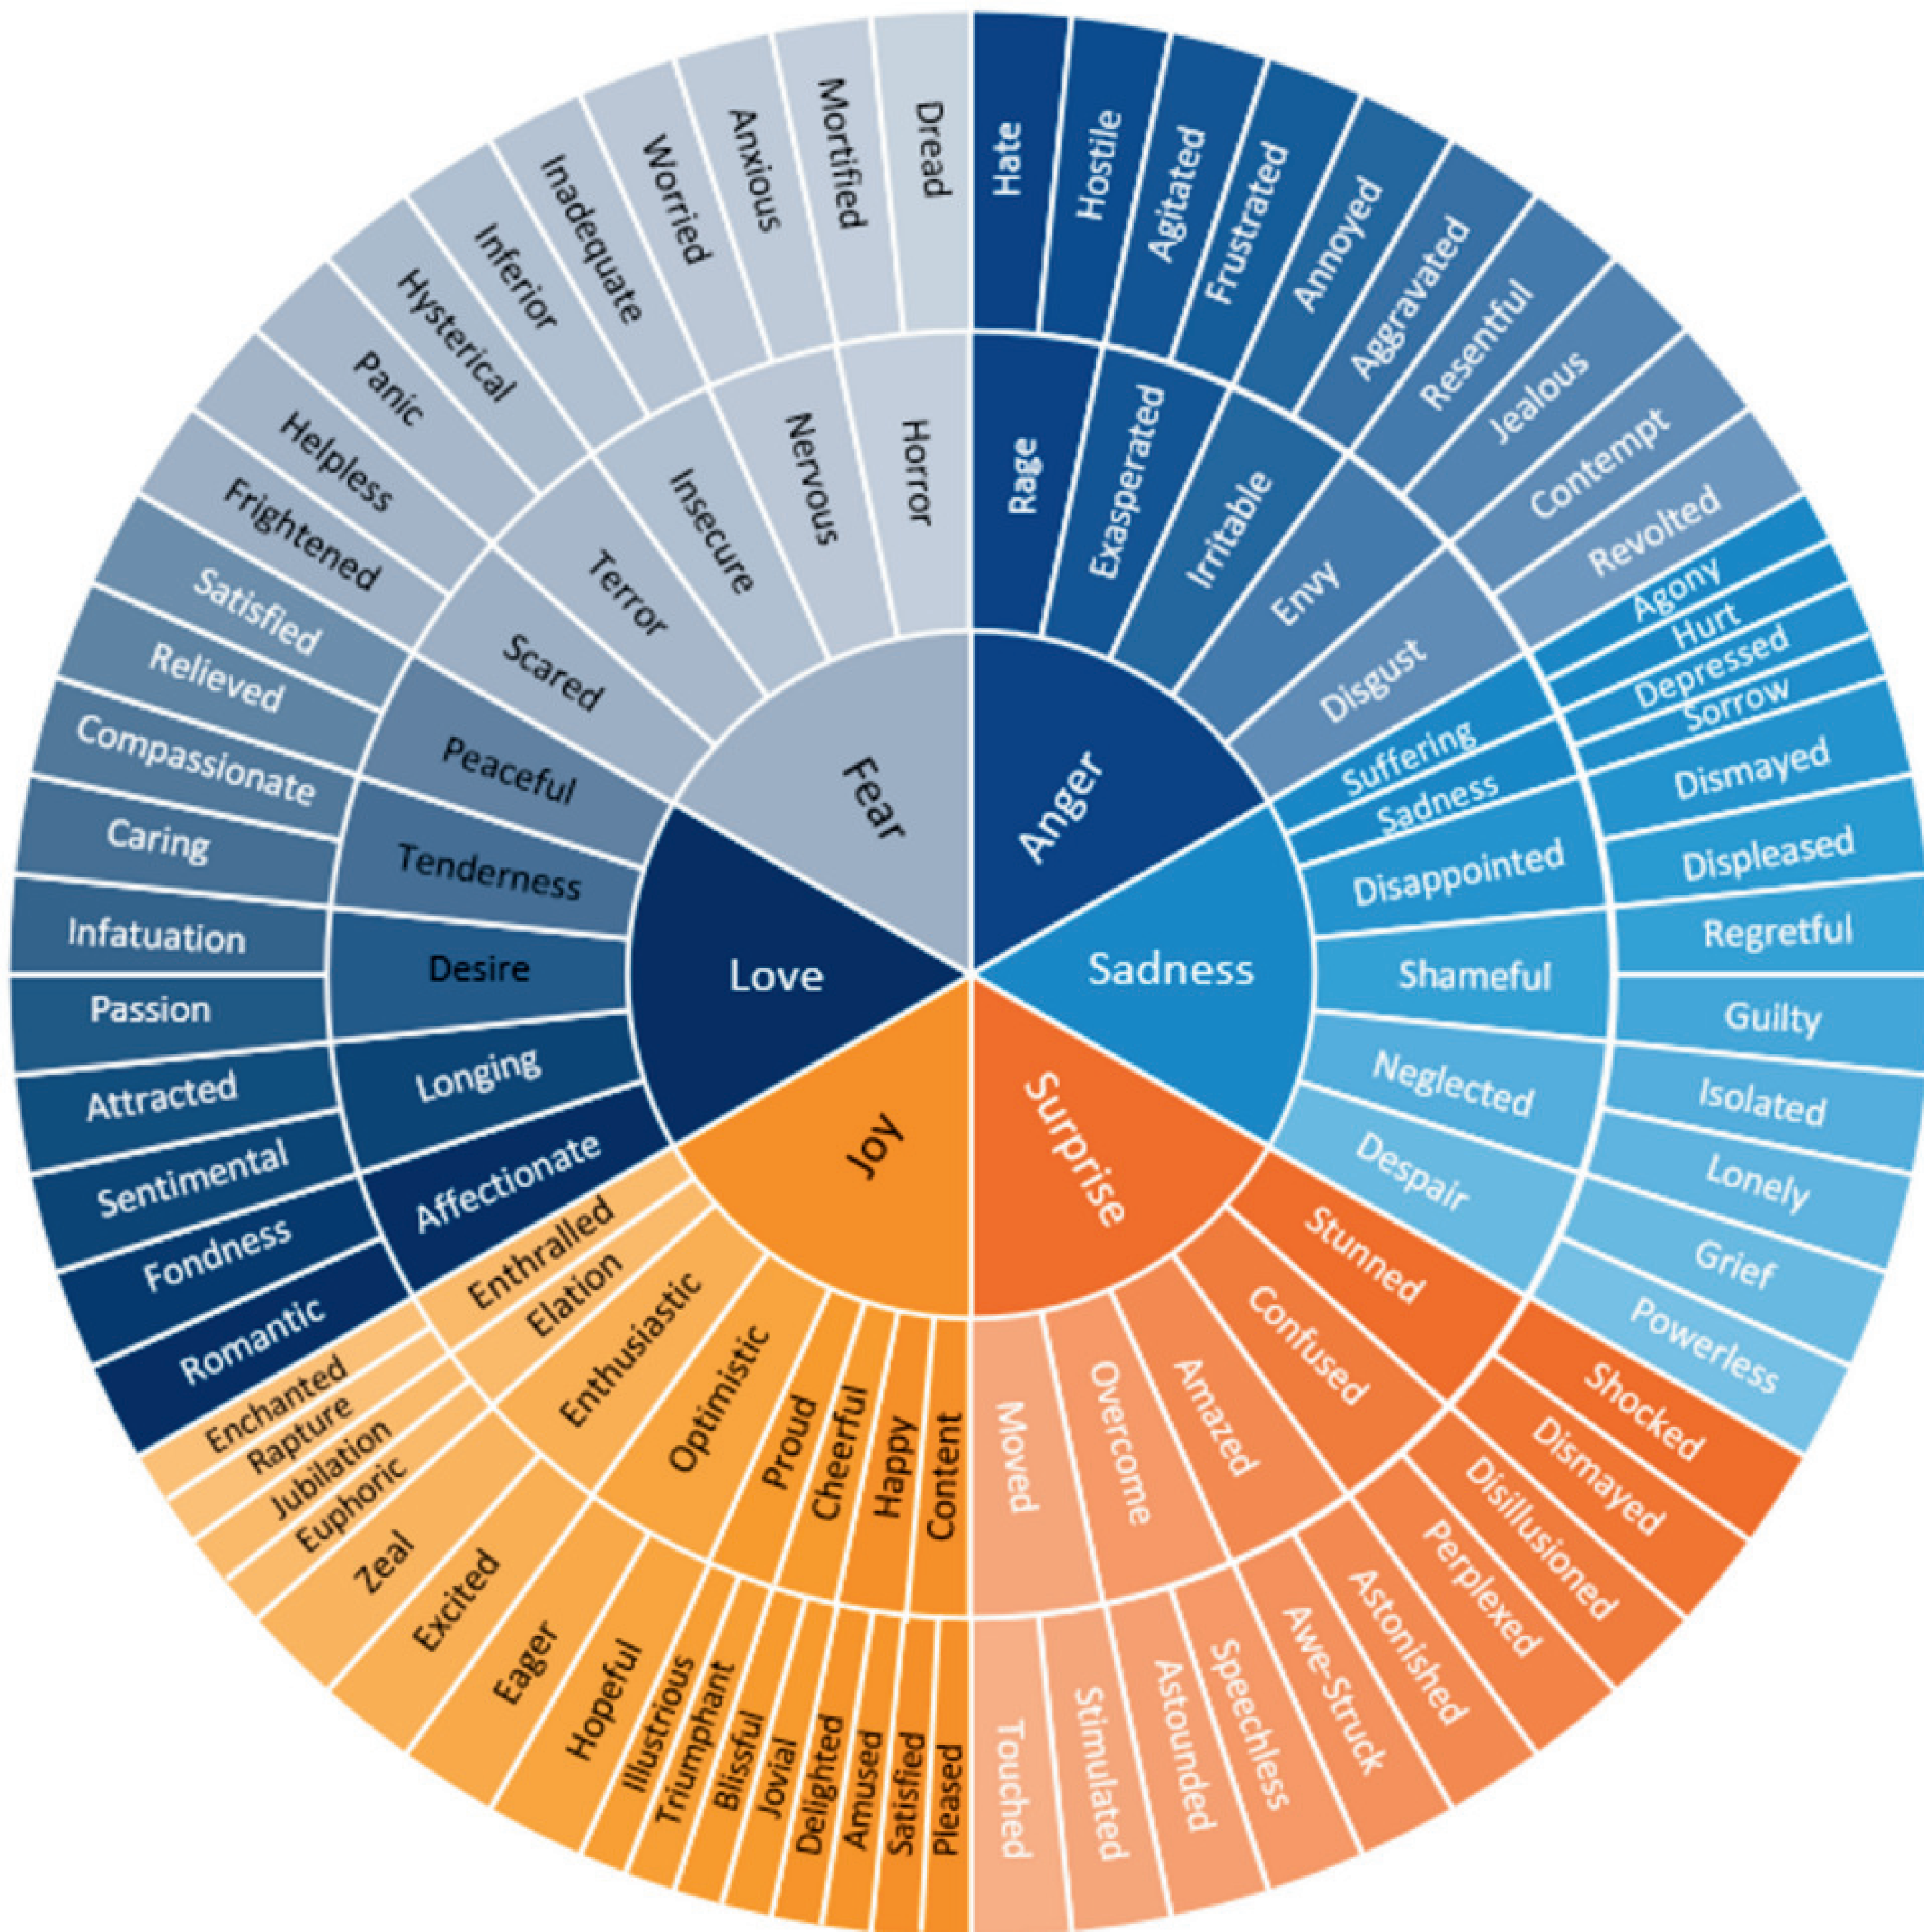 Anger
Rage
Hate
Hostile
Exasperated
Agitated
Frustrated
Irritable
Annoyed
Aggravated
Envy
Resentful
Jealous
Disgust
Contempt
Revolted
Sadness
Suffering
Agony
Hurt
Sadness
Depressed
Sorrow
Disappointed
Dismayed
Displeased
Shameful
Regretful
Guilty
Neglected
Isolated
Lonely
Despair
Grief
Powerless
Surprise
Stunned
Shocked
Dismayed
Confused
Disillusioned
Perplexed
Amazed
Astonished
Awe-Struck
Overcome
Speechless
Astounded
Moved
Stimulated
Touched
Joy
Content
Pleased
Satisfied
Happy
Amused
Delighted
Cheerful
Jovial
Blissful
Proud
Triumphant
Illustrious
Optimistic
Hopeful
Eager
Enthusiastic
Excited
Zeal
Elation
Euphoric
Jubilation
Enthralled
Rapture
Enchanted
Love
Affectionate
Romantic
Fondness
Longing
Sentimental
Attracted
Desire
Passion
Infatuation
Tenderness
Caring
Compassionate
Peaceful
Relieved
Satisfied
Fear
Scared
Frightened
Helpless
Terror
Panic
Hysterical
Insecure
Inferior
Inadequate
Nervous
Worried
Anxious
Horror
Mortified
Dread